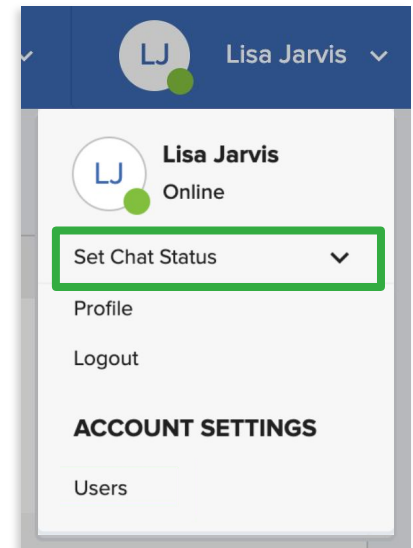 LJ Lisa Jarvis
LJ
Lisa Jarvis
Online
Set Chat Status
Profile
Logout
ACCOUNT SETTINGS
Users